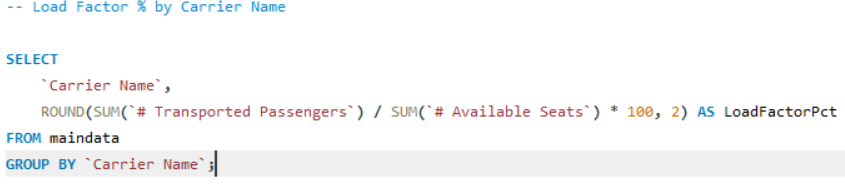 -- Load Factor % by Carrier Name
SELECT
`Carrier Name`,
ROUND(SUM(`# Transported Passengers`) / SUM(`# Available Seats`) * 100, 2) AS LoadFactorPct
FROM maindata
GROUP BY `Carrier Name`;